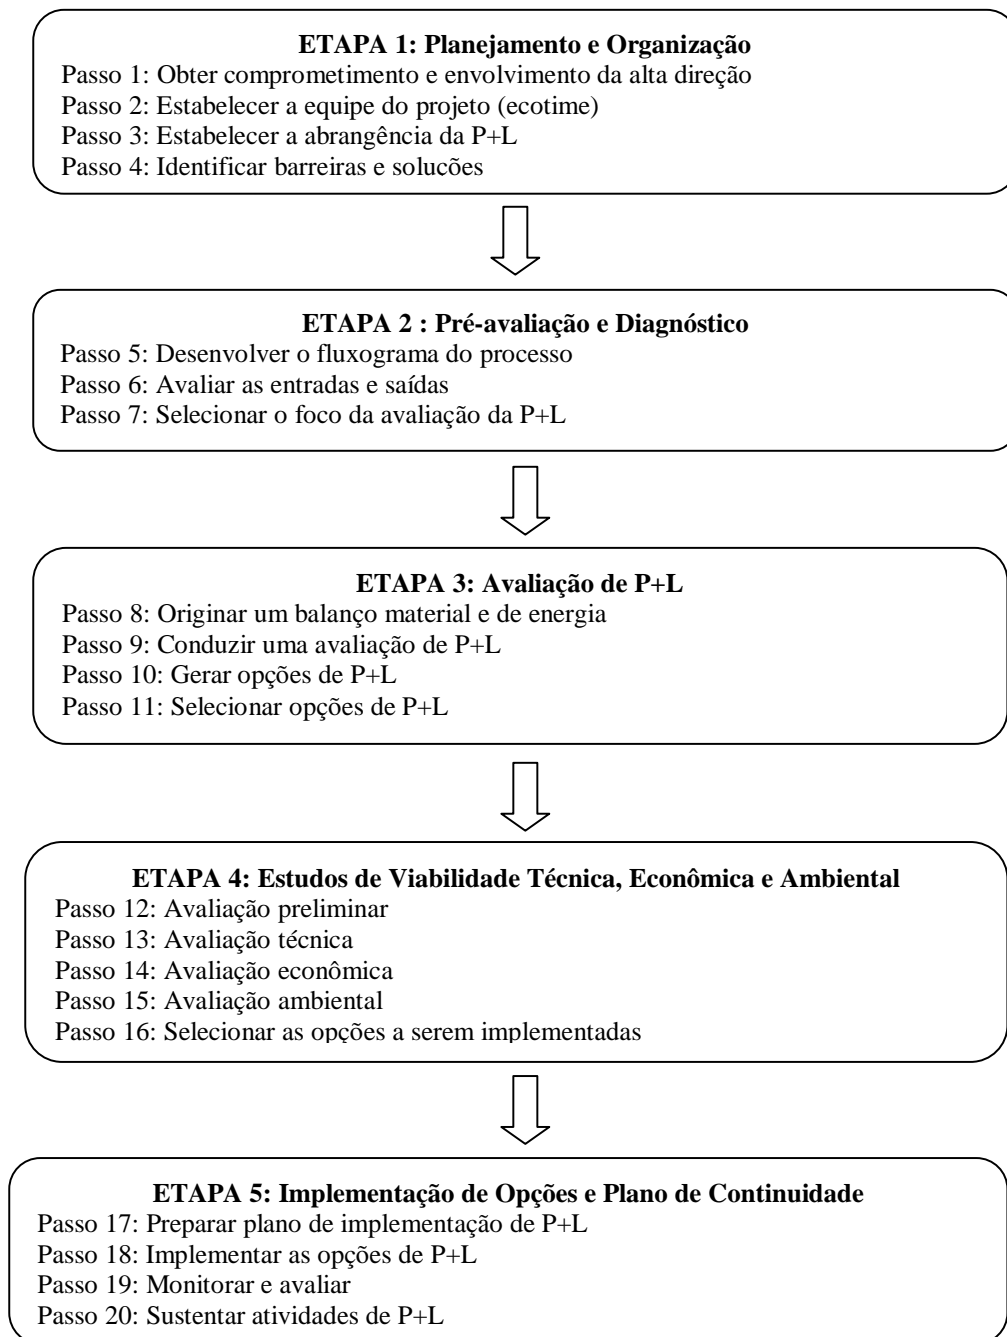 ETAPA 1: Planejamento e Organização
Passo 1: Obter comprometimento e envolvimento da alta direção
Passo 2: Estabelecer a equipe do projeto (ecotime)
Passo 3: Estabelecer a abrangência da P+L
Passo 4: Identificar barreiras e soluções
ETAPA 2 : Pré-avaliação e Diagnóstico
Passo 5: Desenvolver o fluxograma do processo
Passo 6: Avaliar as entradas e saídas
Passo 7: Selecionar o foco da avaliação da P+L
ETAPA 3: Avaliação de P+L
Passo 8: Originar um balanço material e de energia
Passo 9: Conduzir uma avaliação de P+L
Passo 10: Gerar opções de P+L
Passo 11: Selecionar opções de P+L
ETAPA 4: Estudos de Viabilidade Técnica, Econômica e Ambiental
Passo 12: Avaliação preliminar
Passo 13: Avaliação técnica
Passo 14: Avaliação econômica
Passo 15: Avaliação ambiental
Passo 16: Selecionar as opções a serem implementadas
ETAPA 5: Implementação de Opções e Plano de Continuidade
Passo 17: Preparar plano de implementação de P+L
Passo 18: Implementar as opções de P+L
Passo 19: Monitorar e avaliar
Passo 20: Sustentar atividades de P+L